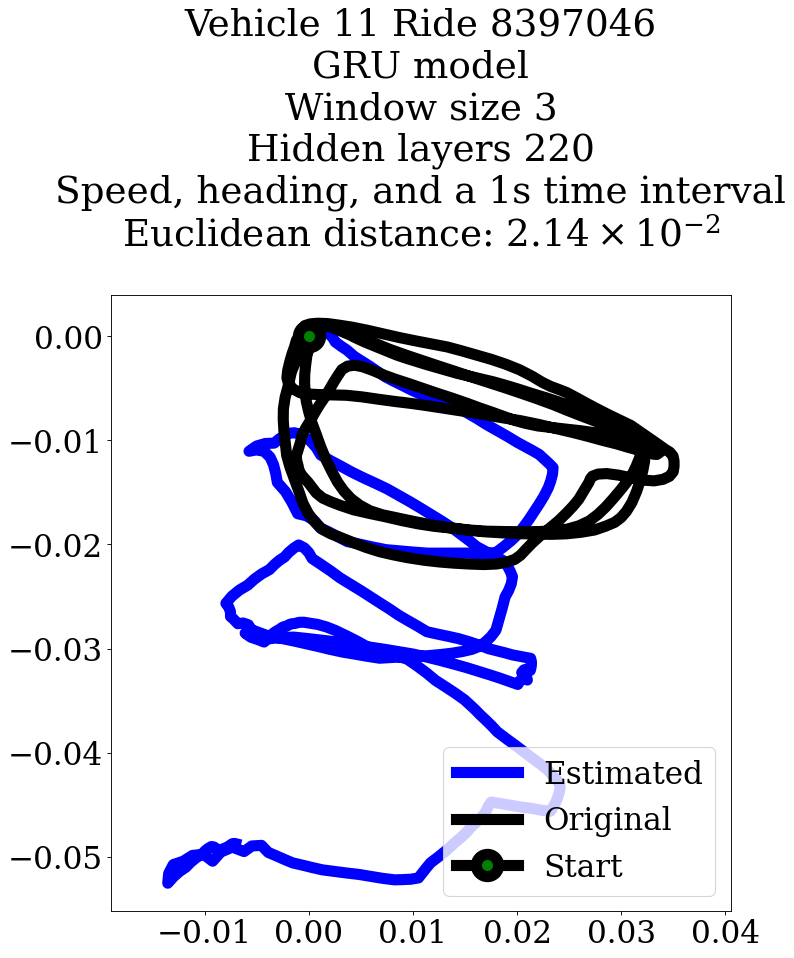 Vehicle 11 Ride 8397046
GRU model
Window size 3
Hidden layers 220
Speed, heading, and a 1s time interval
Euclidean distance: 2.14 × 10⁻²
0.00
−0.01
−0.02
−0.03
−0.04
−0.05
Estimated
Original
Start
−0.01 0.00 0.01 0.02 0.03 0.04